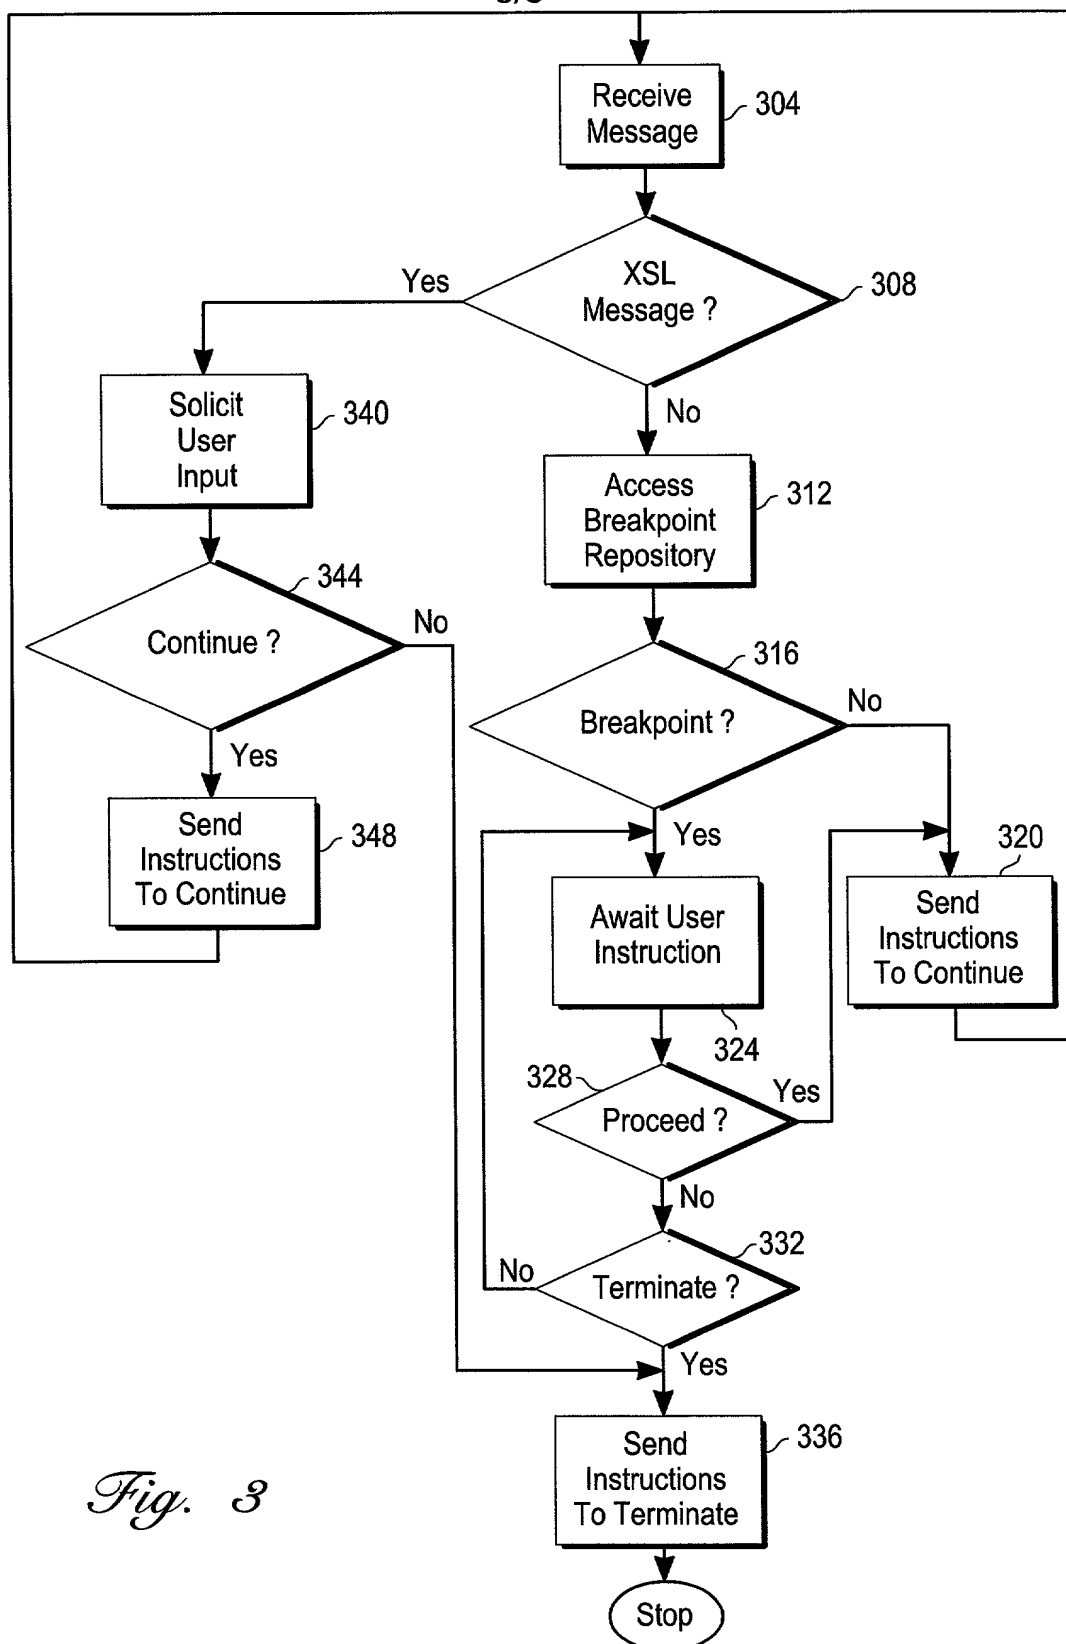 Receive
Message
304
XSL
Message ?
308
Yes
No
Solicit
User
Input
340
Access
Breakpoint
Repository
312
Continue ?
344
No
Yes
Breakpoint ?
316
No
Yes
Send
Instructions
To Continue
348
Await User
Instruction
324
320
Send
Instructions
To Continue
328
Proceed ?
Yes
No
Terminate ?
332
No
Yes
Send
Instructions
To Terminate
336
Stop
Fig. 3